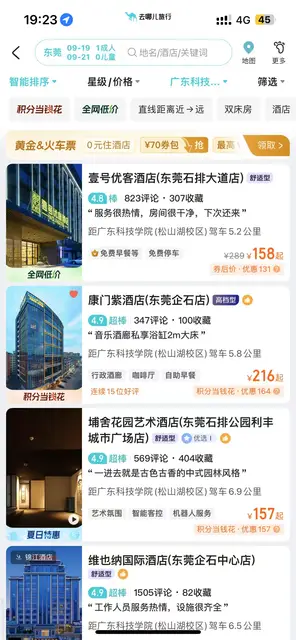 19:23
去哪儿旅行
4G 45
东莞 09-19 1成人
09-21 0儿童
地名/酒店/关键词
地图
更多
智能排序
星级/价格
广东科技...
筛选
积分当钱花
全网低价
直线距离近→远
双床房
酒店
黄金&火车票
0元住酒店
¥70券包
抢
最高
领取 >
壹号优客酒店(东莞石排大道店) 舒适型
4.8 棒 823评论 · 307收藏
“服务很热情，房间很干净，下次还来”
距广东科技学院(松山湖校区)驾车5.2公里
免费早餐等 免费停车
¥289 ¥158起
券后价 · 优惠131 >
全网低价
康门紫酒店(东莞企石店) 高档型
4.9 超棒 347评论 · 100收藏
“音乐酒廊私享浴缸2m大床”
距广东科技学院(松山湖校区)驾车5.8公里
行政酒廊 咖啡厅 自助早餐
¥216起
连续15位好评
积分当钱花 · 优惠164 >
积分当钱花
埔舍花园艺术酒店(东莞石排公园利丰
城市广场店) 舒适型 优选
4.9 超棒 569评论 · 404收藏
“一进去就是古色古香的中式园林风格”
距广东科技学院(松山湖校区)驾车6.9公里
艺术氛围 智能客控 机器人服务
¥157起
积分当钱花 · 优惠157 >
夏日特惠
锦江酒店
维也纳国际酒店(东莞企石中心店)
舒适型
4.9 超棒 1505评论 · 82收藏
“工作人员服务热情，设施很齐全”
距广东科技学院(松山湖校区)驾车